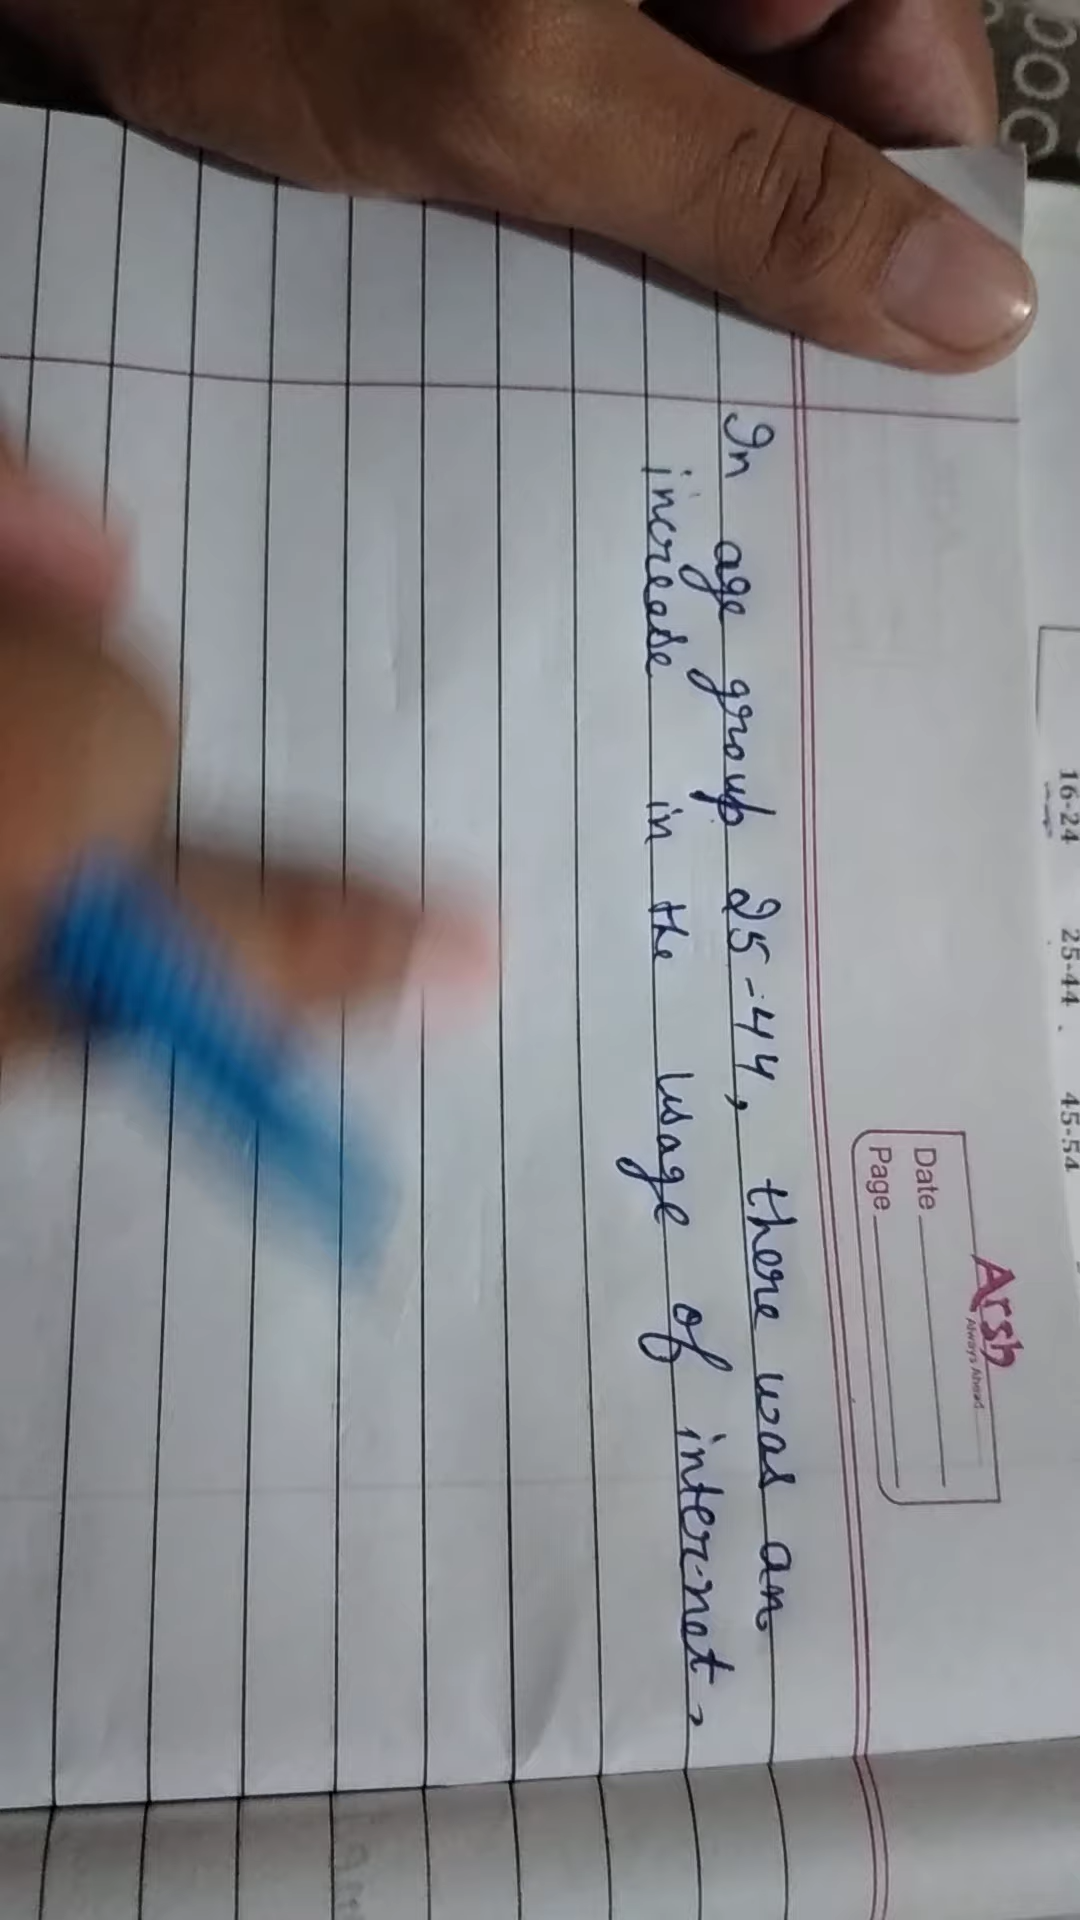 16-24 25-44 45-54
Arsh
Always Ahead
Date
Page
In age group 25-44, there was an
increase in the usage of internet,